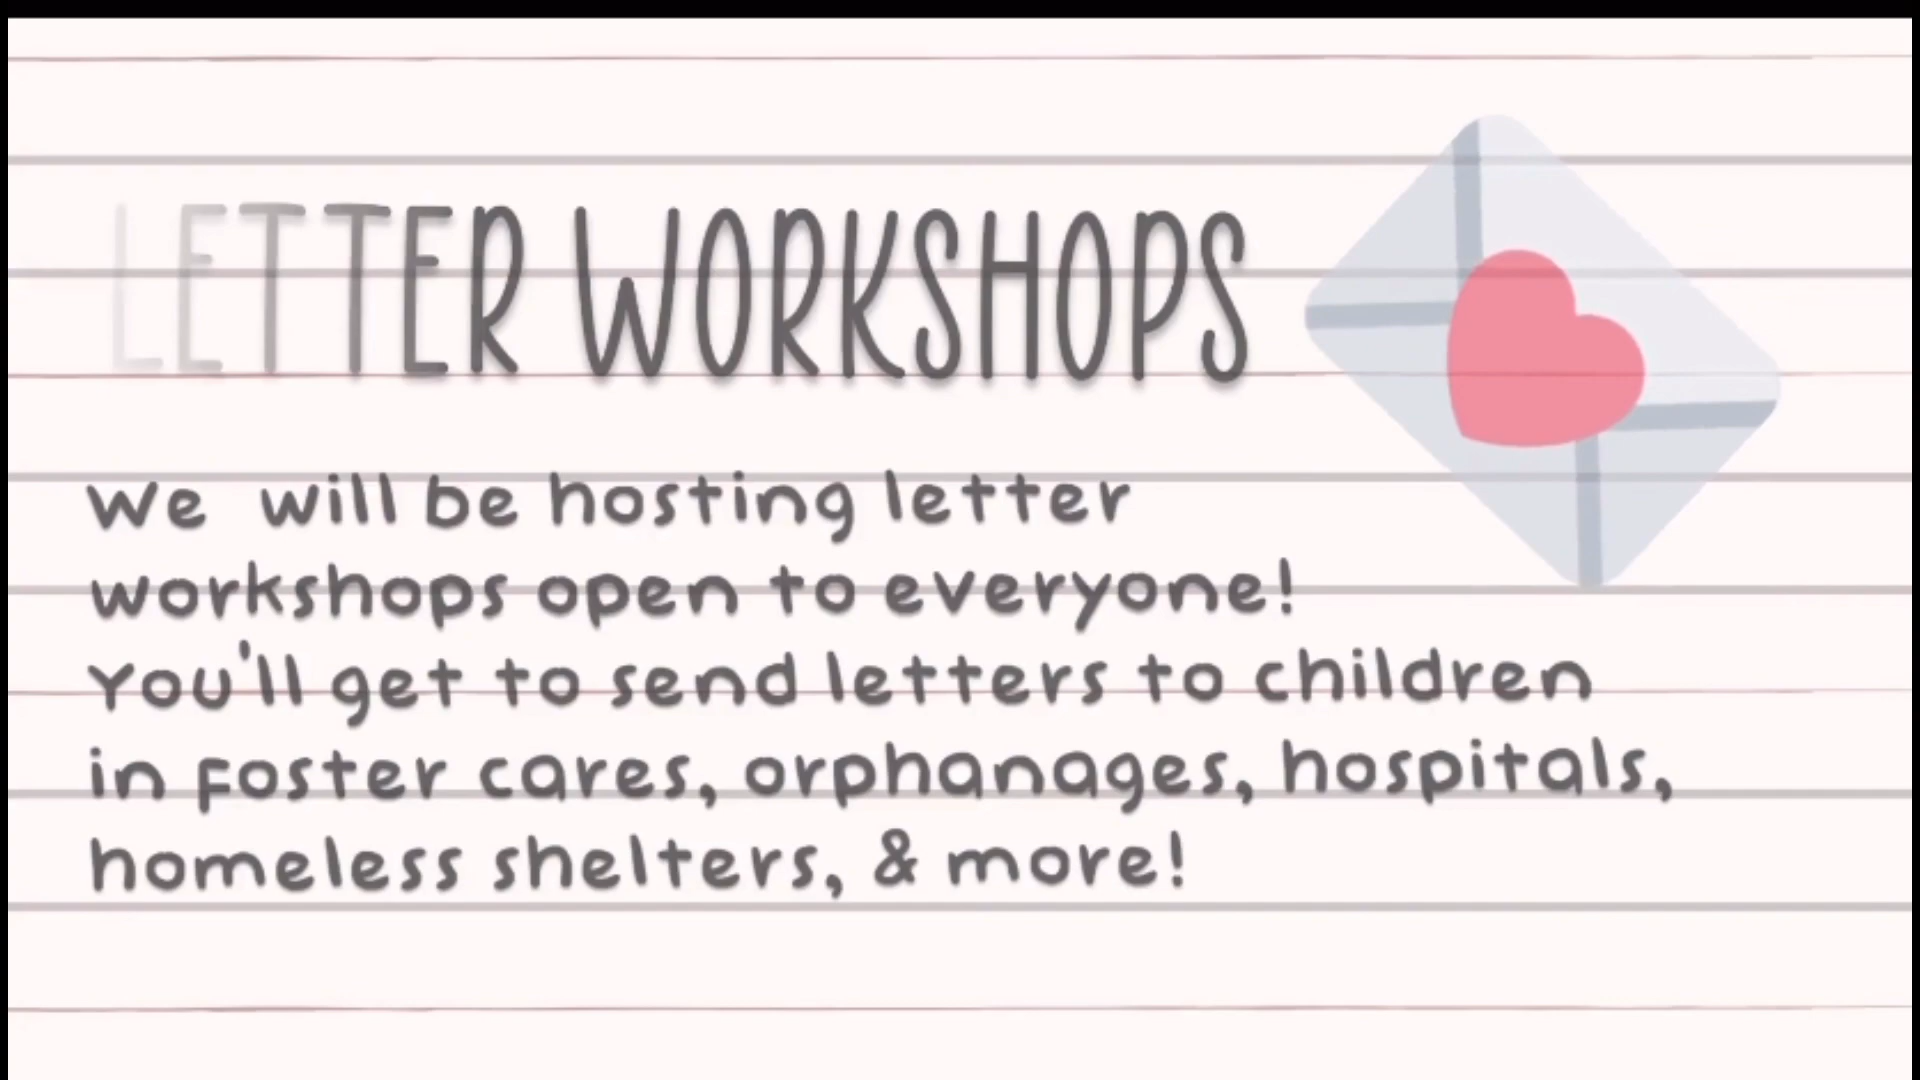 LETTER WORKSHOPS
We will be hosting letter
workshops open to everyone!
You'll get to send letters to children
in foster cares, orphanages, hospitals,
homeless shelters, & more!